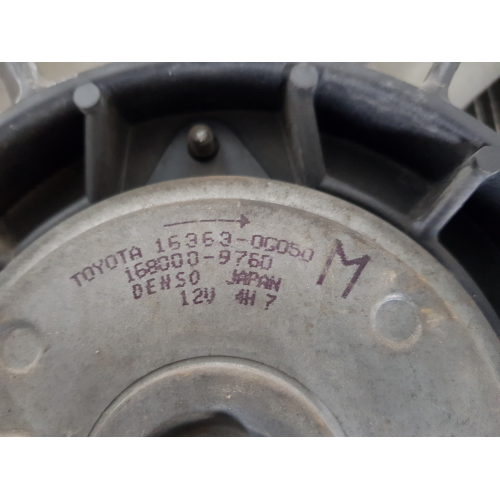 TOYOTA 16363-0G050
168000-9760
DENSO JAPAN
12V 4H 7
M